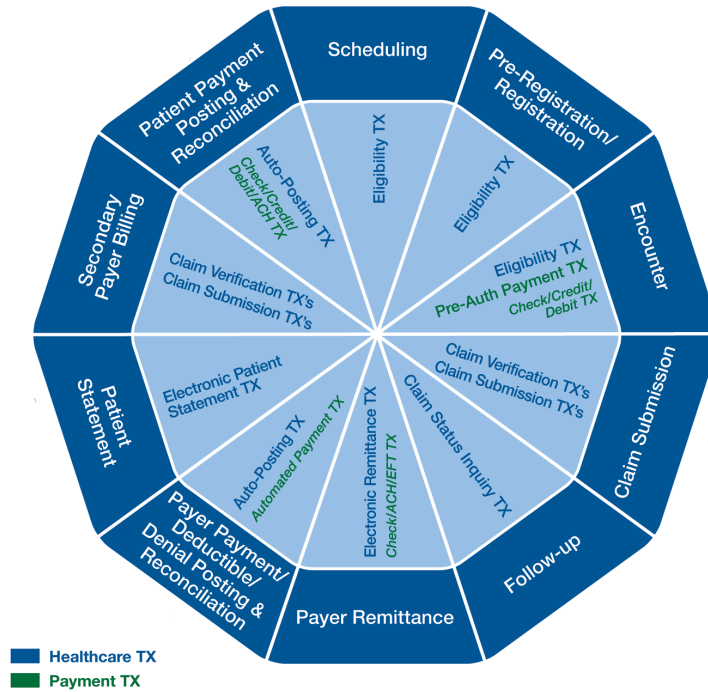 Scheduling
Eligibility TX
Pre-Registration/
Registration
Eligibility TX
Encounter
Eligibility TX
Pre-Auth Payment TX
Check/Credit/
Debit TX
Claim Submission
Claim Verification TX's
Claim Submission TX's
Follow-up
Claim Status Inquiry TX
Payer Remittance
Electronic Remittance TX
Check/ACH/EFT TX
Payer Payment/
Deductible/
Denial Posting &
Reconciliation
Auto-Posting TX
Automated Payment TX
Patient
Statement
Electronic Patient
Statement TX
Secondary
Payer Billing
Claim Verification TX's
Claim Submission TX's
Patient Payment
Posting &
Reconciliation
Auto-Posting TX
Check/Credit/
Debit/ACH TX
Healthcare TX
Payment TX